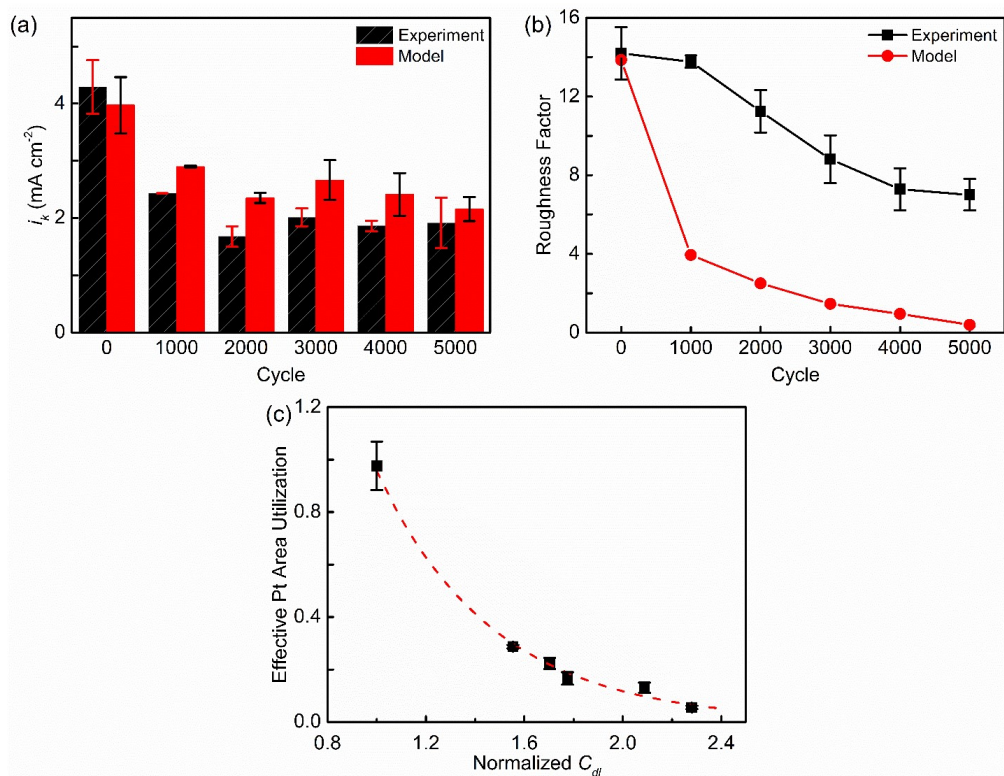 (a)
Experiment
Model
4
2
0
i_k (mA cm⁻²)
0 1000 2000 3000 4000 5000
Cycle
(b)
Experiment
Model
16
12
8
4
0
Roughness Factor
0 1000 2000 3000 4000 5000
Cycle
(c)
1.2
0.8
0.4
0.0
Effective Pt Area Utilization
0.8 1.2 1.6 2.0 2.4
Normalized C_dl